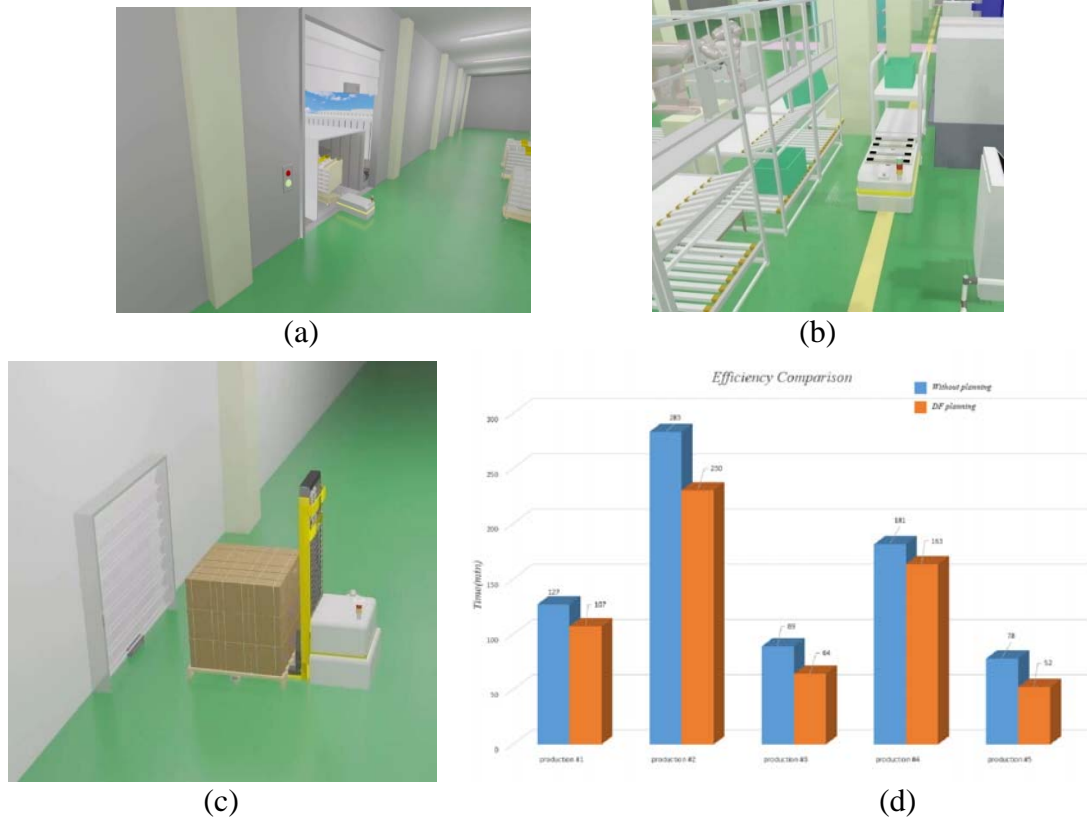 (a)
(b)
Efficiency Comparison
Without planning
DF planning
Time(min)
300
250
200
150
100
50
0
127
107
283
230
89
64
181
163
78
52
production #1
production #2
production #3
production #4
production #5
(c)
(d)